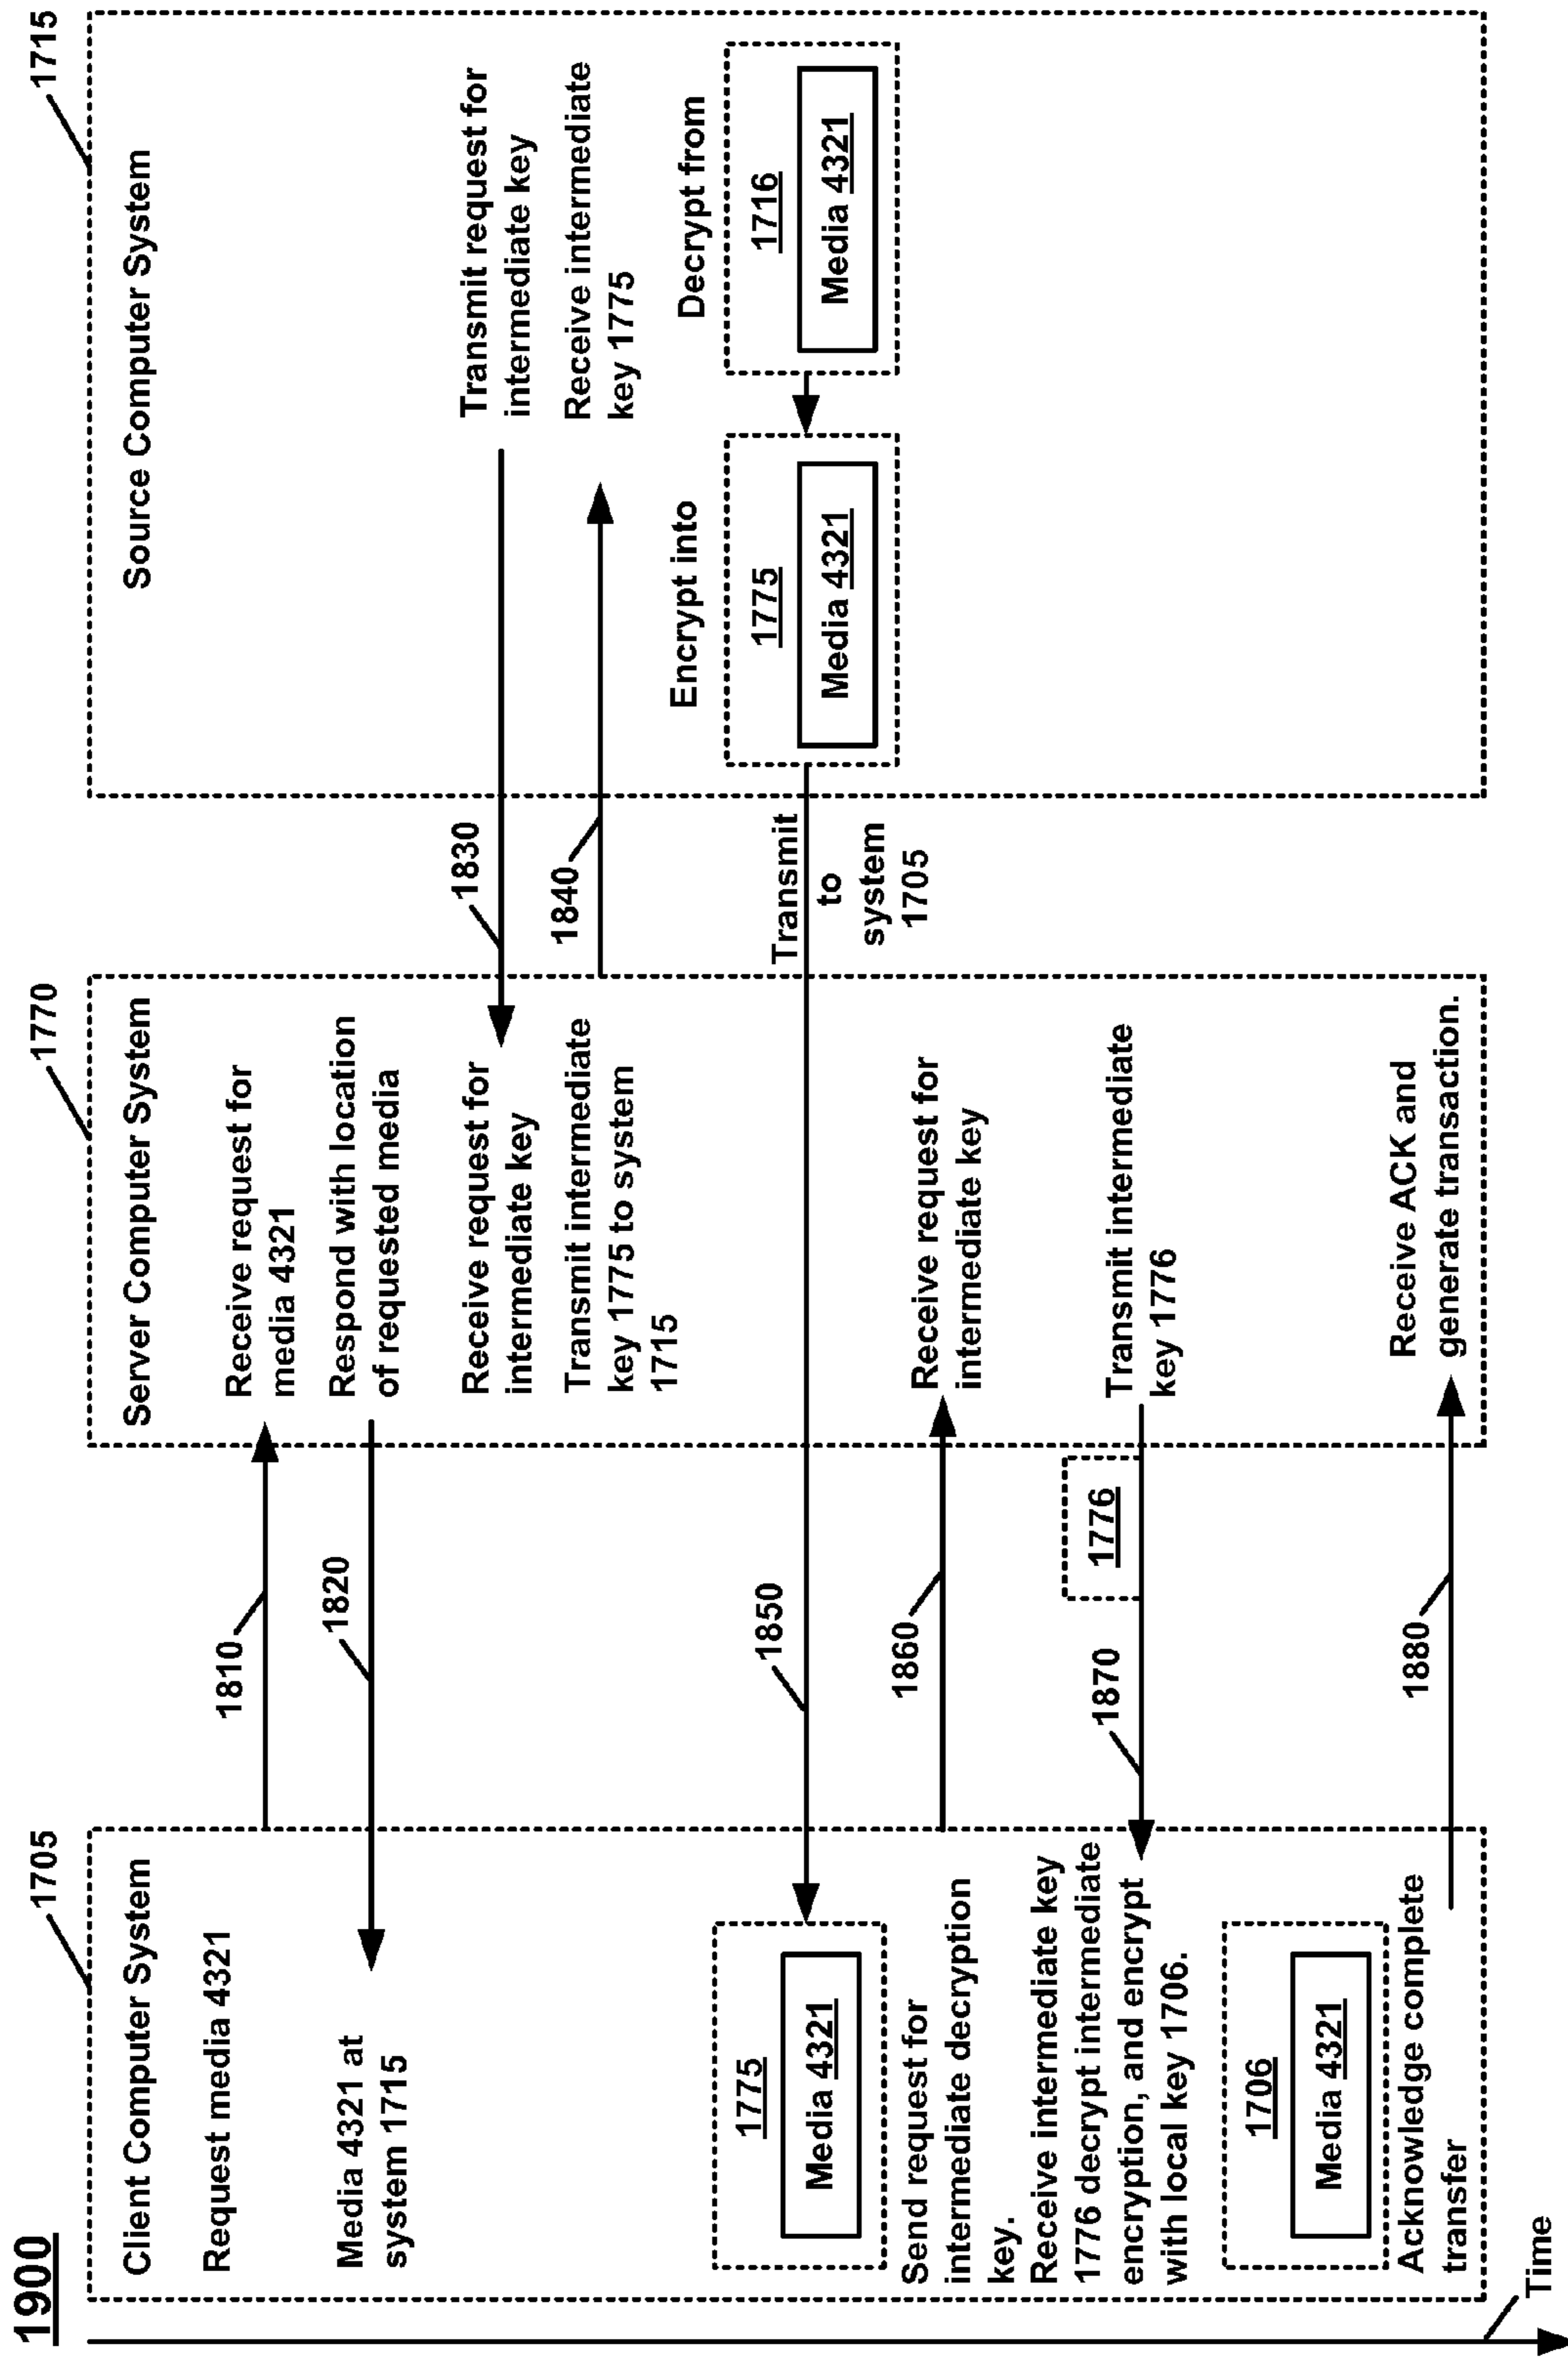 1900
Client Computer System
1705
Request media 4321
Media 4321 at
system 1715
1775
Media 4321
Send request for
intermediate decryption
key.
Receive intermediate key
1776 decrypt intermediate
encryption, and encrypt
with local key 1706.
1706
Media 4321
Acknowledge complete
transfer
Time
1810
1820
1850
1860
1870
1776
1880
Server Computer System
1770
Receive request for
media 4321
Respond with location
of requested media
Receive request for
intermediate key
Transmit intermediate
key 1775 to system
1715
Receive request for
intermediate key
Transmit intermediate
key 1776
Receive ACK and
generate transaction.
1830
1840
Transmit
to
system
1705
Source Computer System
1715
Transmit request for
intermediate key
Receive intermediate
key 1775
Encrypt into
1775
Media 4321
Decrypt from
1716
Media 4321